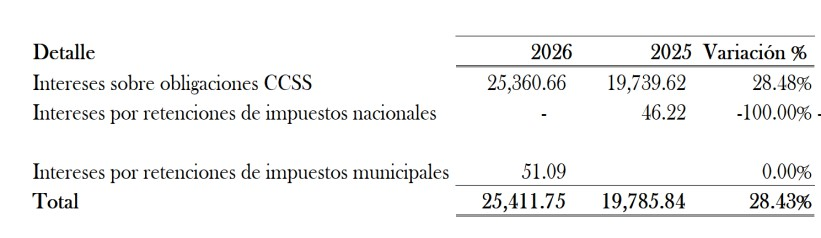 Detalle 2026 2025 Variación %
Intereses sobre obligaciones CCSS 25,360.66 19,739.62 28.48%
Intereses por retenciones de impuestos nacionales - 46.22 -100.00% -
Intereses por retenciones de impuestos municipales 51.09 0.00%
Total 25,411.75 19,785.84 28.43%